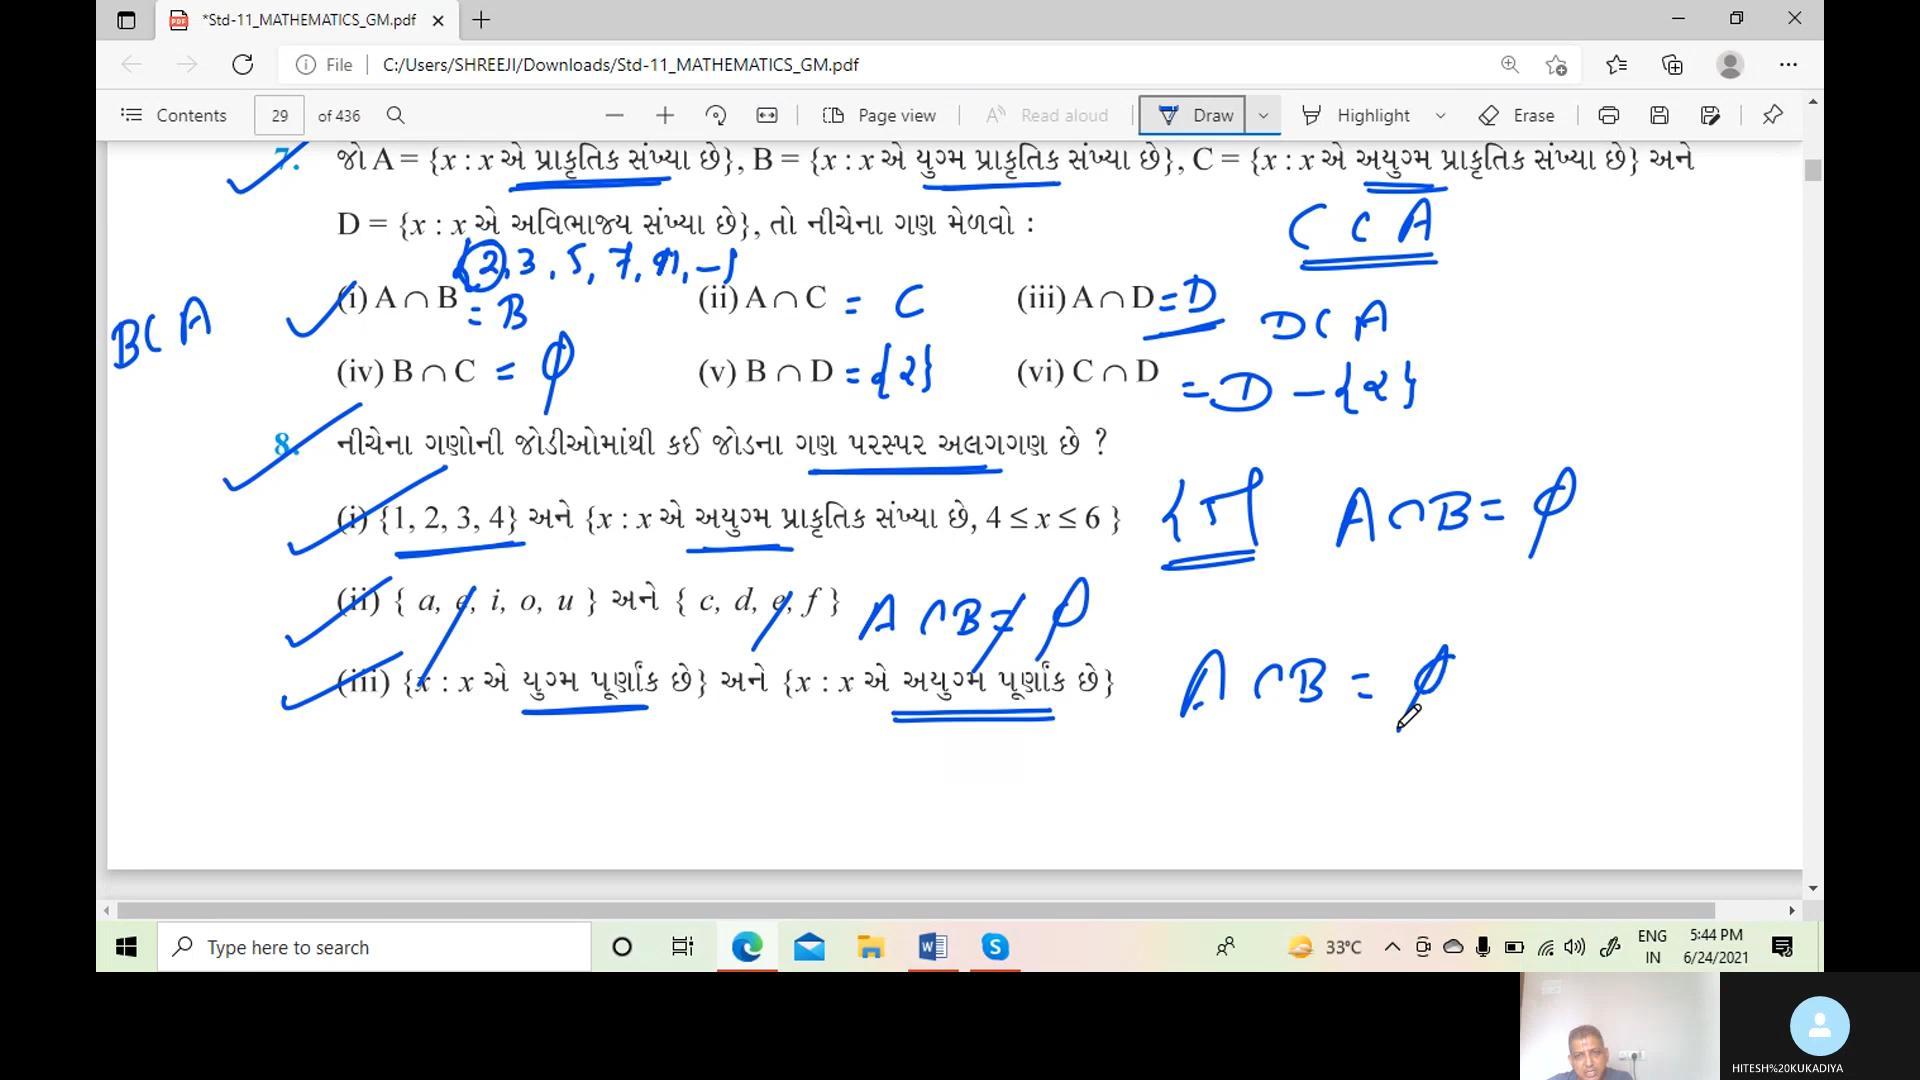 *Std-11_MATHEMATICS_GM.pdf
File C:/Users/SHREEJI/Downloads/Std-11_MATHEMATICS_GM.pdf
Contents 29 of 436 Page view Read aloud Draw Highlight Erase
7. જો A = {x : x એ પ્રાકૃતિક સંખ્યા છે}, B = {x : x એ યુગ્મ પ્રાકૃતિક સંખ્યા છે}, C = {x : x એ અયુગ્મ પ્રાકૃતિક સંખ્યા છે} અને
D = {x : x એ અવિભાજ્ય સંખ્યા છે}, તો નીચેના ગણ મેળવો :
C ⊂ A
{2, 3, 5, 7, 11, –}
(i) A ∩ B = B (ii) A ∩ C = C (iii) A ∩ D = D
B ⊂ A D ⊂ A
(iv) B ∩ C = ϕ (v) B ∩ D = {2} (vi) C ∩ D = D – {2}
8. નીચેના ગણોની જોડીઓમાંથી કઈ જોડના ગણ પરસ્પર અલગગણ છે ?
(i) {1, 2, 3, 4} અને {x : x એ અયુગ્મ પ્રાકૃતિક સંખ્યા છે, 4 ≤ x ≤ 6 } {5} A ∩ B = ϕ
(ii) { a, e, i, o, u } અને { c, d, e, f } A ∩ B ≠ ϕ
(iii) {x : x એ યુગ્મ પૂર્ણાંક છે} અને {x : x એ અયુગ્મ પૂર્ણાંક છે} A ∩ B = ϕ
Type here to search 33°C ENG IN 5:44 PM 6/24/2021
HITESH%20KUKADIYA